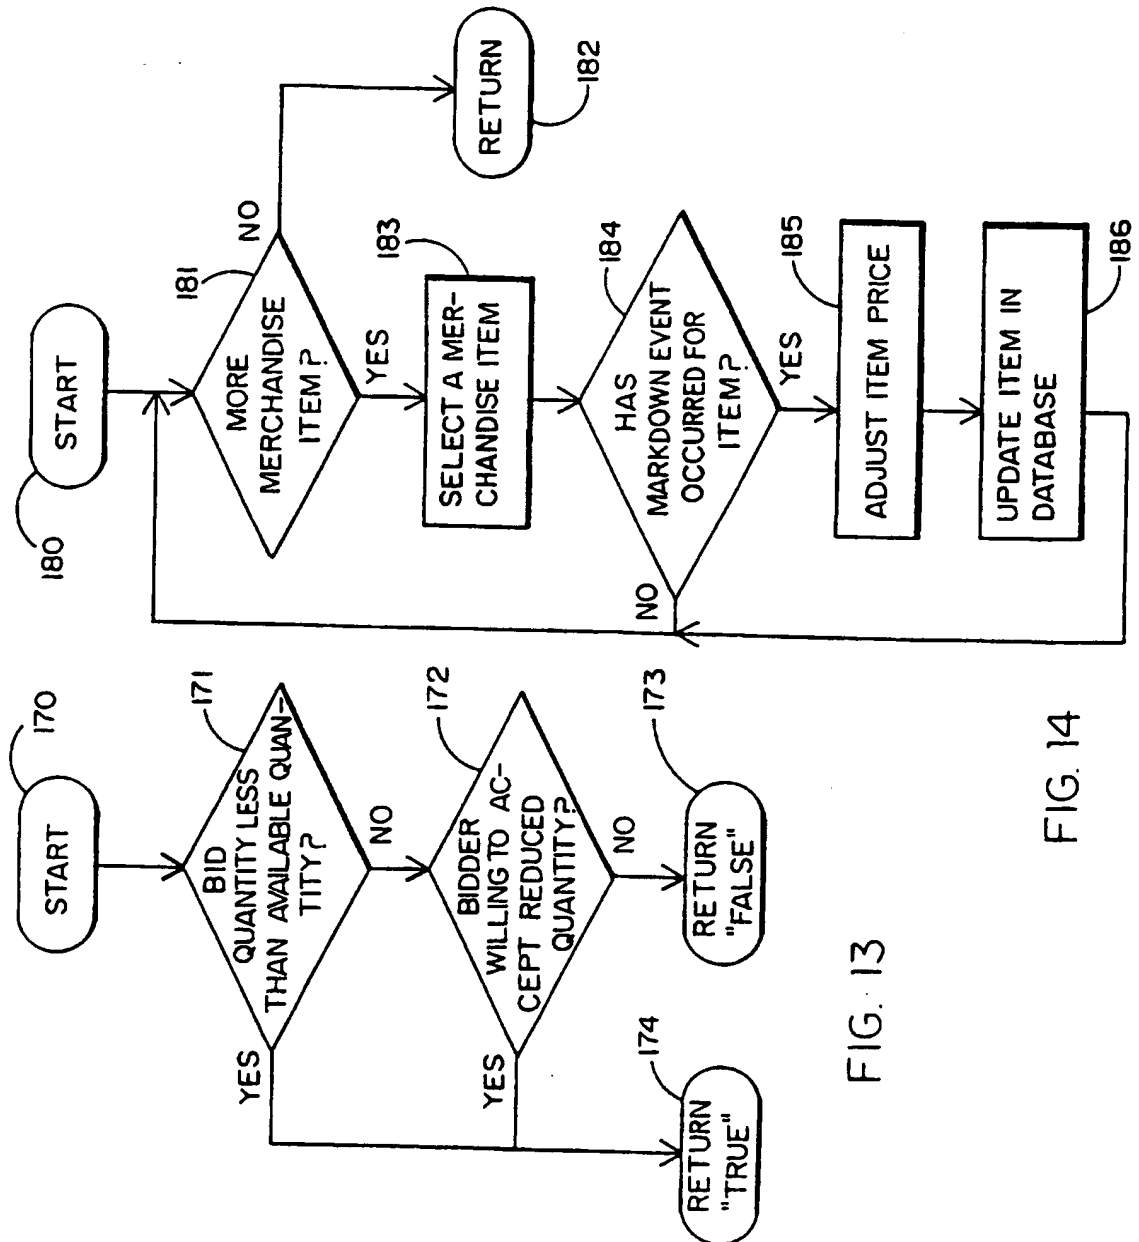 170
START
171
BID
QUANTITY LESS
THAN AVAILABLE QUAN-
TITY?
YES
NO
172
BIDDER
WILLING TO AC-
CEPT REDUCED
QUANTITY?
YES
NO
174
RETURN
"TRUE"
173
RETURN
"FALSE"
FIG. 13
180
START
181
MORE
MERCHANDISE
ITEM?
NO
YES
RETURN
182
183
SELECT A MER-
CHANDISE ITEM
184
HAS
MARKDOWN EVENT
OCCURRED FOR
ITEM?
NO
YES
185
ADJUST ITEM PRICE
UPDATE ITEM IN
DATABASE
186
FIG. 14